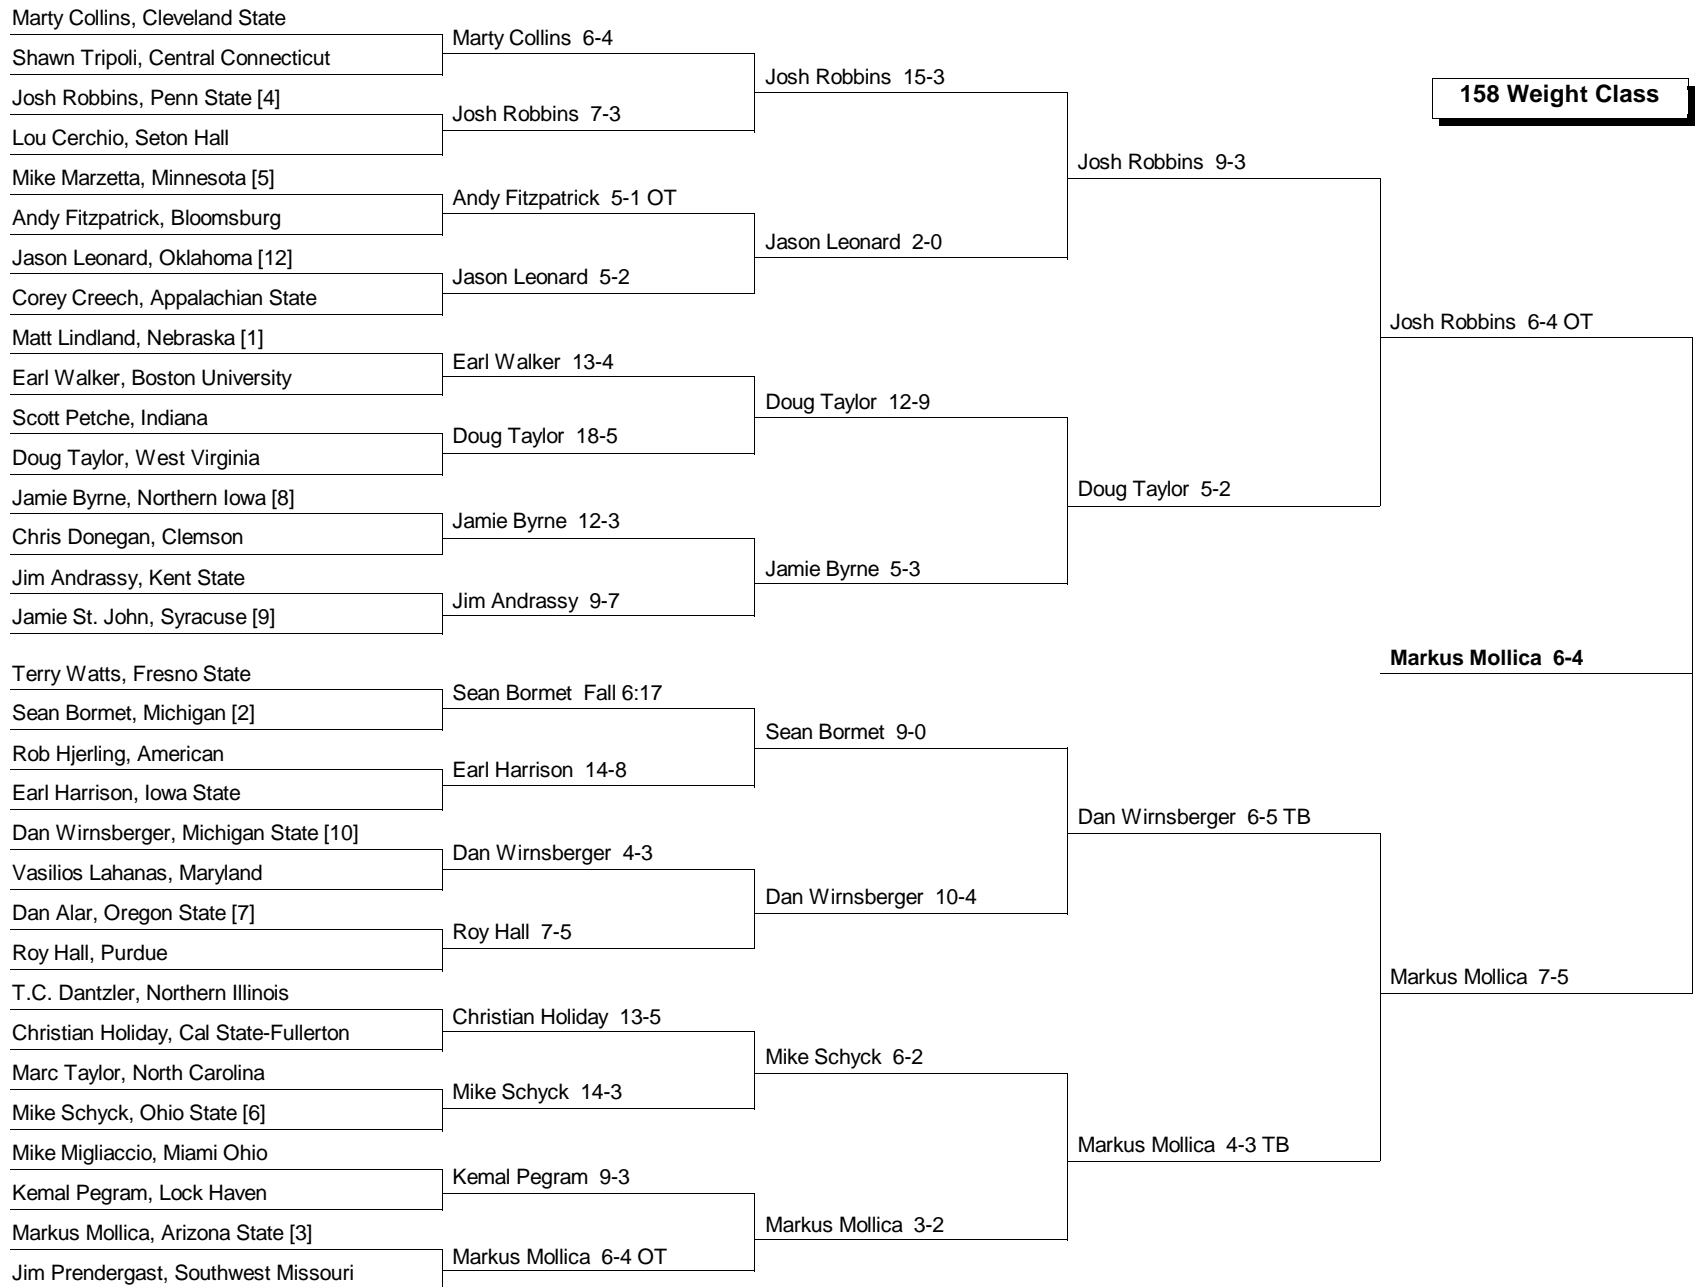 158 Weight Class
Marty Collins, Cleveland State
Shawn Tripoli, Central Connecticut
Josh Robbins, Penn State [4]
Lou Cerchio, Seton Hall
Mike Marzetta, Minnesota [5]
Andy Fitzpatrick, Bloomsburg
Jason Leonard, Oklahoma [12]
Corey Creech, Appalachian State
Matt Lindland, Nebraska [1]
Earl Walker, Boston University
Scott Petche, Indiana
Doug Taylor, West Virginia
Jamie Byrne, Northern Iowa [8]
Chris Donegan, Clemson
Jim Andrassy, Kent State
Jamie St. John, Syracuse [9]
Terry Watts, Fresno State
Sean Bormet, Michigan [2]
Rob Hjerling, American
Earl Harrison, Iowa State
Dan Wirnsberger, Michigan State [10]
Vasilios Lahanas, Maryland
Dan Alar, Oregon State [7]
Roy Hall, Purdue
T.C. Dantzler, Northern Illinois
Christian Holiday, Cal State-Fullerton
Marc Taylor, North Carolina
Mike Schyck, Ohio State [6]
Mike Migliaccio, Miami Ohio
Kemal Pegram, Lock Haven
Markus Mollica, Arizona State [3]
Jim Prendergast, Southwest Missouri
Marty Collins 6-4
Josh Robbins 7-3
Andy Fitzpatrick 5-1 OT
Jason Leonard 5-2
Earl Walker 13-4
Doug Taylor 18-5
Jamie Byrne 12-3
Jim Andrassy 9-7
Sean Bormet Fall 6:17
Earl Harrison 14-8
Dan Wirnsberger 4-3
Roy Hall 7-5
Christian Holiday 13-5
Mike Schyck 14-3
Kemal Pegram 9-3
Markus Mollica 6-4 OT
Josh Robbins 15-3
Jason Leonard 2-0
Doug Taylor 12-9
Jamie Byrne 5-3
Sean Bormet 9-0
Dan Wirnsberger 10-4
Mike Schyck 6-2
Markus Mollica 3-2
Josh Robbins 9-3
Doug Taylor 5-2
Dan Wirnsberger 6-5 TB
Markus Mollica 4-3 TB
Josh Robbins 6-4 OT
Markus Mollica 7-5
Markus Mollica 6-4